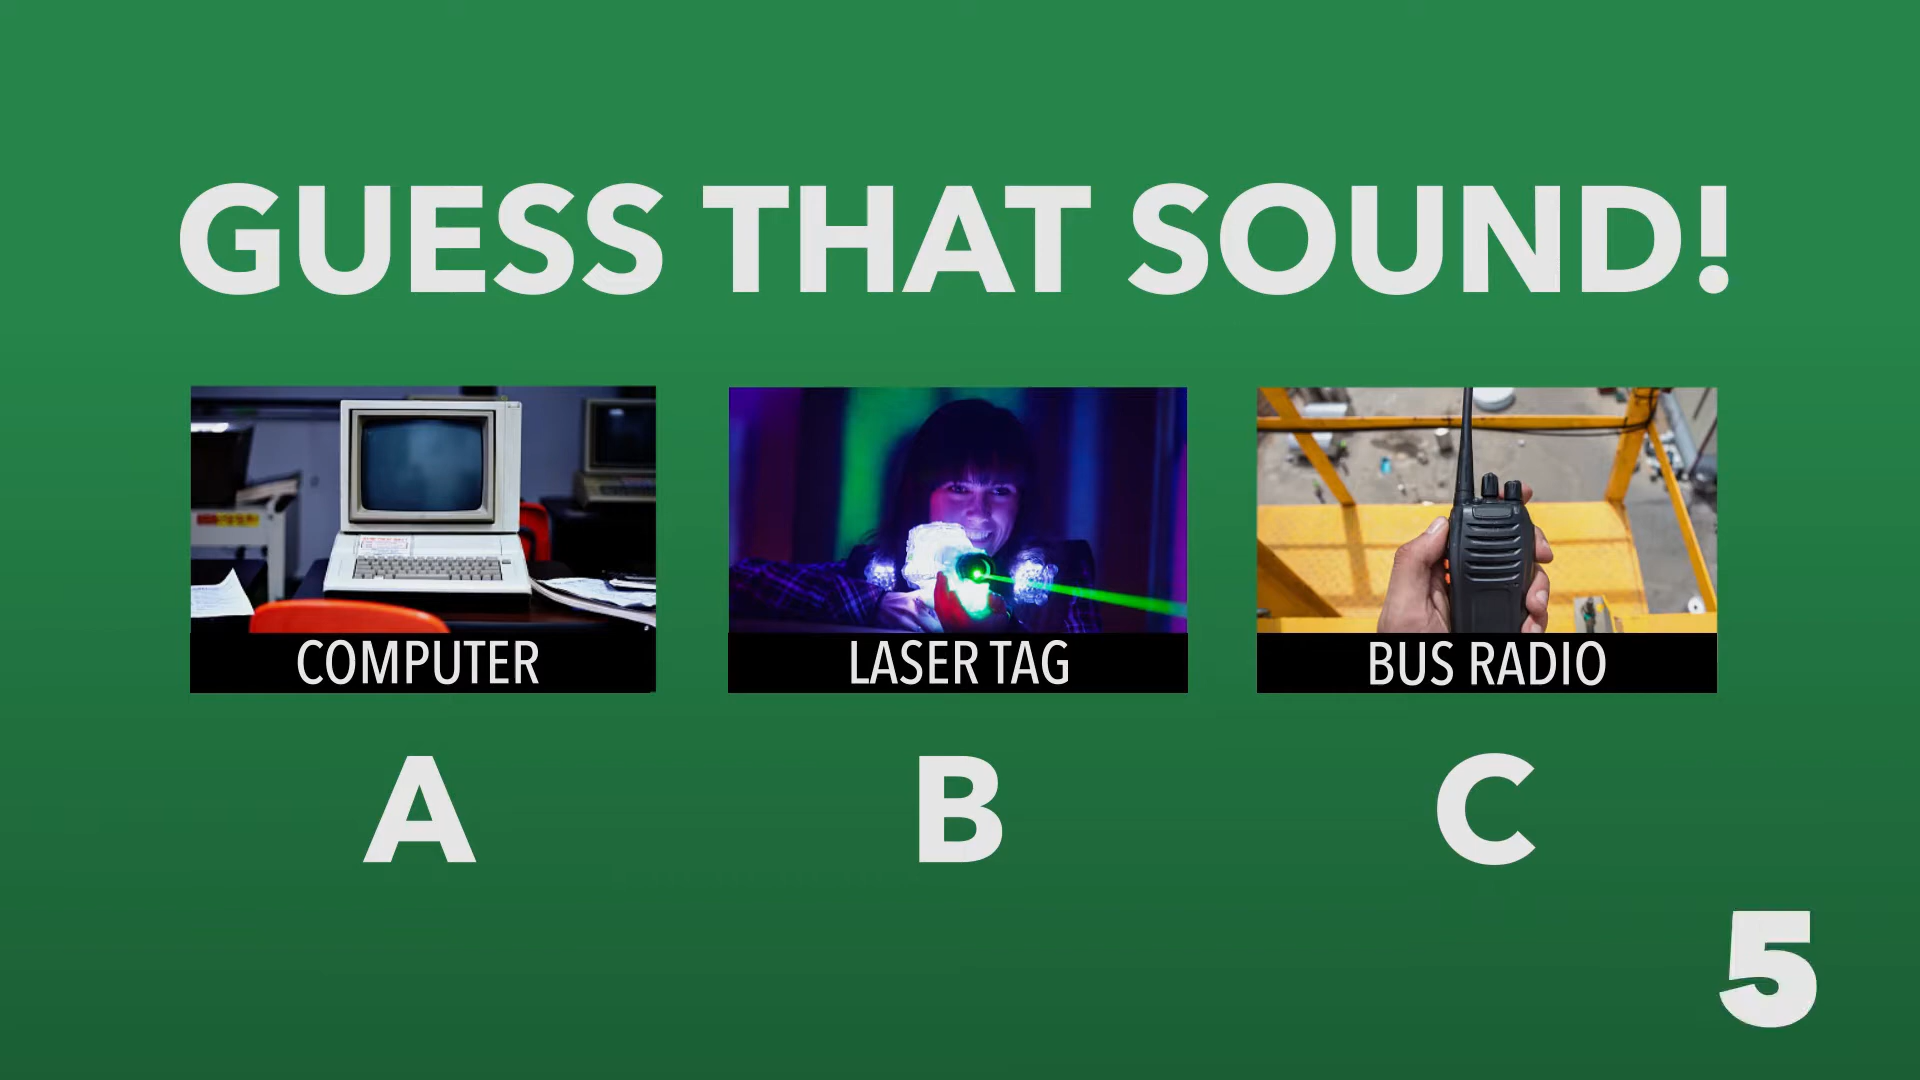 GUESS THAT SOUND!
COMPUTER
LASER TAG
BUS RADIO
A
B
C
5